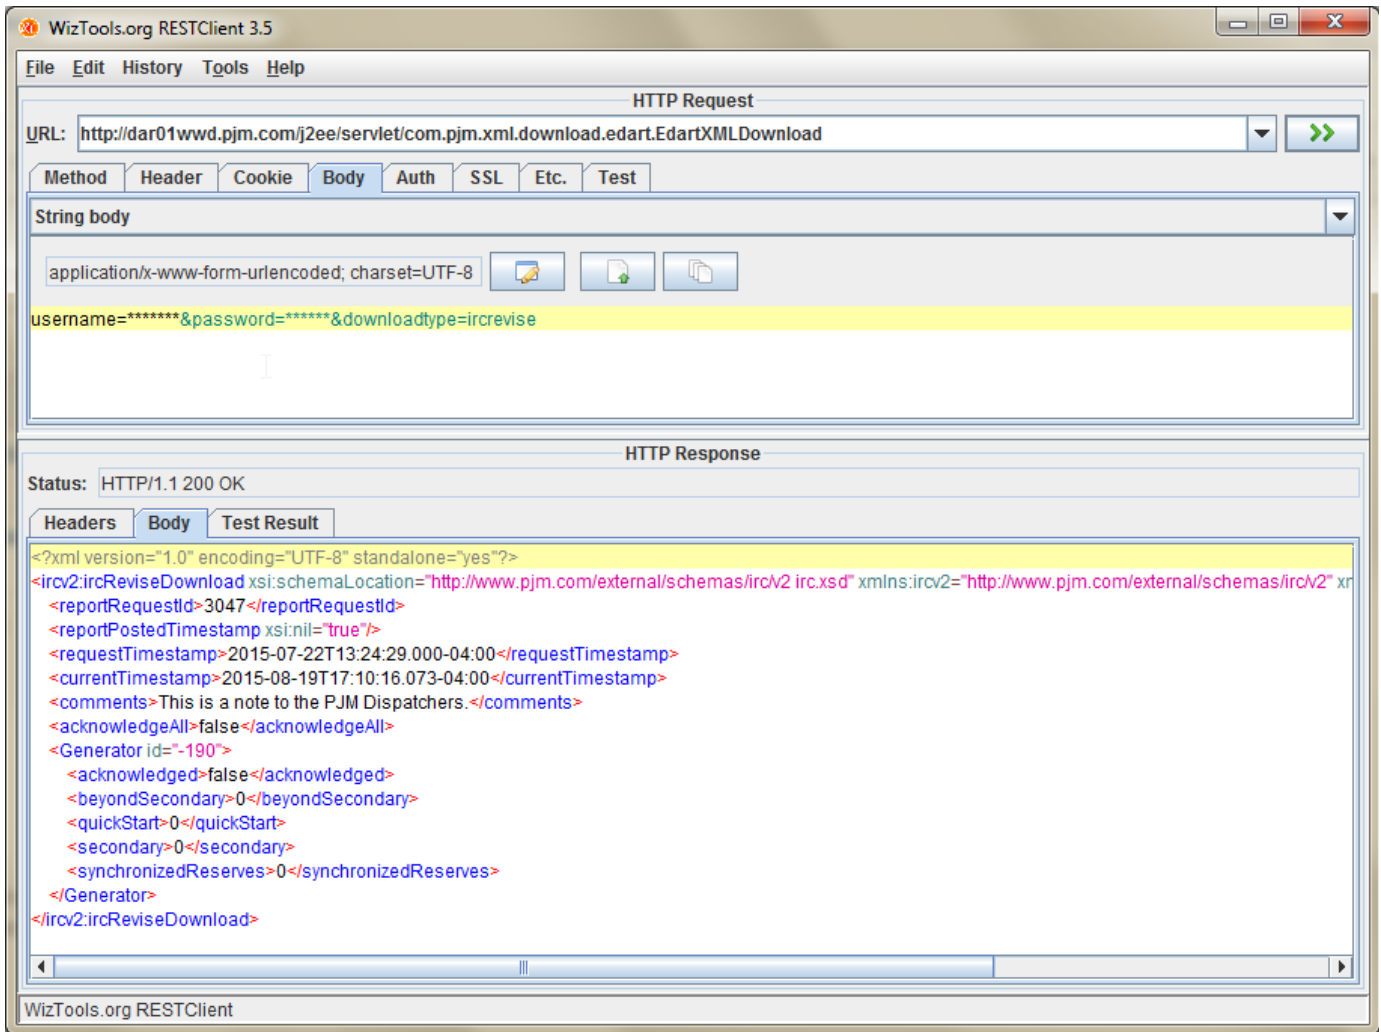 WizTools.org RESTClient 3.5
File Edit History Tools Help
HTTP Request
URL: http://dar01wwd.pjm.com/j2ee/servlet/com.pjm.xml.download.edart.EdartXMLDownload
Method Header Cookie Body Auth SSL Etc. Test
String body
application/x-www-form-urlencoded; charset=UTF-8
username=*******&password=******&downloadtype=ircrevise
HTTP Response
Status: HTTP/1.1 200 OK
Headers Body Test Result
<?xml version="1.0" encoding="UTF-8" standalone="yes"?>
<ircv2:ircReviseDownload xsi:schemaLocation="http://www.pjm.com/external/schemas/irc/v2 irc.xsd" xmlns:ircv2="http://www.pjm.com/external/schemas/irc/v2"
<reportRequestId>3047</reportRequestId>
<reportPostedTimestamp xsi:nil="true"/>
<requestTimestamp>2015-07-22T13:24:29.000-04:00</requestTimestamp>
<currentTimestamp>2015-08-19T17:10:16.073-04:00</currentTimestamp>
<comments>This is a note to the PJM Dispatchers.</comments>
<acknowledgeAll>false</acknowledgeAll>
<Generator id="-190">
<acknowledged>false</acknowledged>
<beyondSecondary>0</beyondSecondary>
<quickStart>0</quickStart>
<secondary>0</secondary>
<synchronizedReserves>0</synchronizedReserves>
</Generator>
</ircv2:ircReviseDownload>
WizTools.org RESTClient